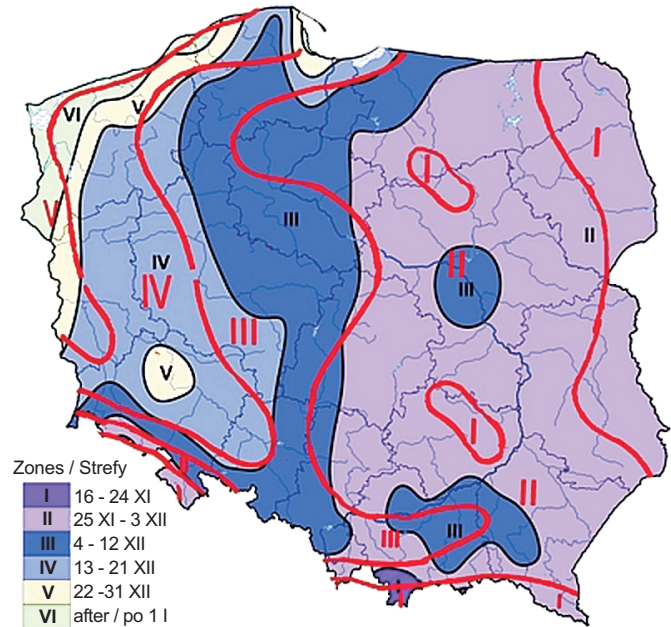 VI
V
I
V
I
III
II
II
III
IV
IV
III
V
I
II
III
III
II
I
I
I
Zones / Strefy
I 16 - 24 XI
II 25 XI - 3 XII
III 4 - 12 XII
IV 13 - 21 XII
V 22 -31 XII
VI after / po 1 I